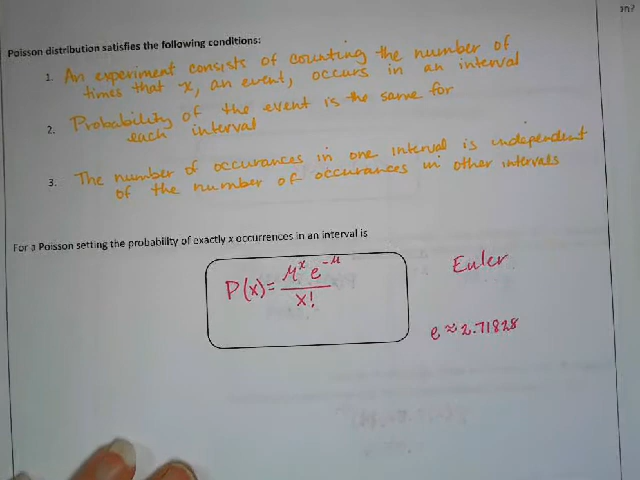 on?
Poisson distribution satisfies the following conditions:
1. An experiment consists of counting the number of
times that x, an event, occurs in an interval
2. Probability of the event is the same for
each interval
3. The number of occurances in one interval is independent
of the number of occurances in other intervals
For a Poisson setting the probability of exactly x occurrences in an interval is
P(x) = μ^x e^-μ / x!
Euler
e ≈ 2.71828